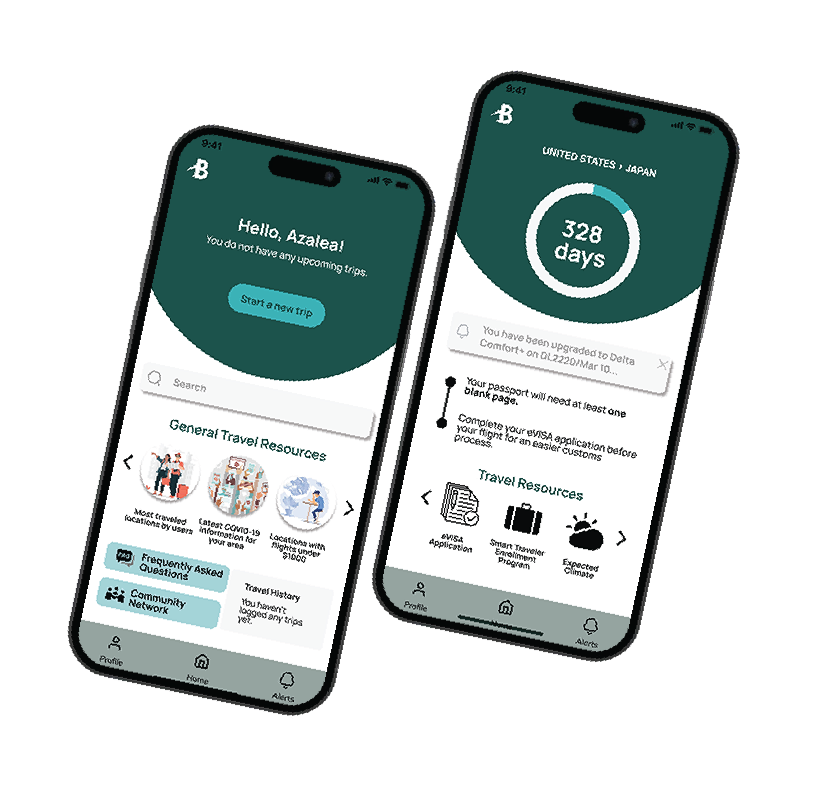 9:41
B
Hello, Azalea!
You do not have any upcoming trips.
Start a new trip
Search
General Travel Resources
Most traveled
locations by users
Latest COVID-19
information for
your area
Locations with
flights under
$1000
FAQ
Frequently Asked
Questions
Community
Network
Travel History
You haven't
logged any trips
yet.
Profile
Home
Alerts
9:41
B
UNITED STATES › JAPAN
328
days
You have been upgraded to Delta
Comfort+ on DL2220/Mar 10...
Your passport will need at least one
blank page.
Complete your eVISA application before
your flight for an easier customs
process.
Travel Resources
eVISA
Application
Smart Traveler
Enrollment
Program
Expected
Climate
Profile
Alerts